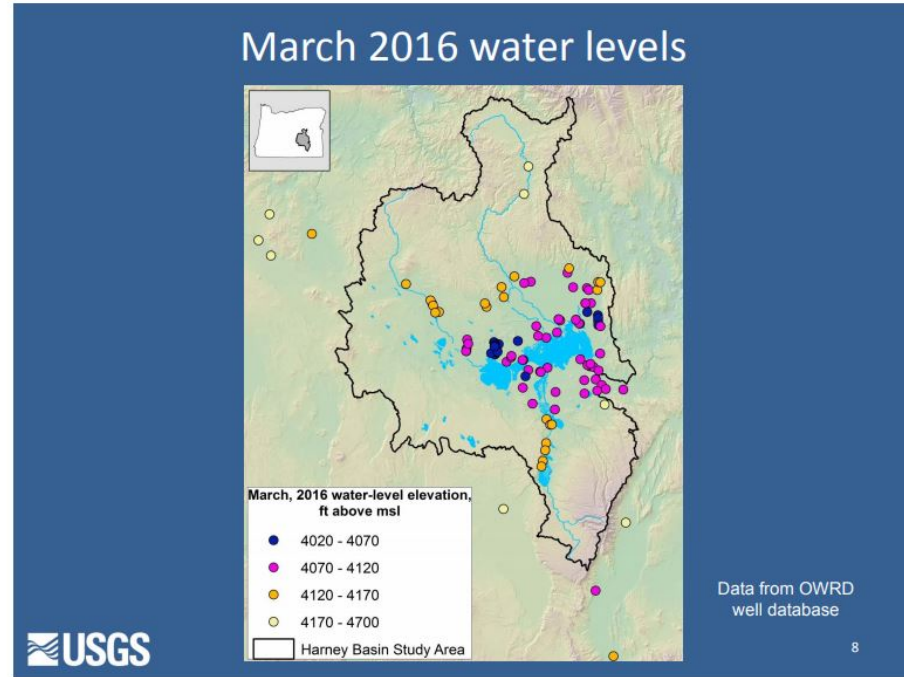 March 2016 water levels
March, 2016 water-level elevation,
ft above msl
4020 - 4070
4070 - 4120
4120 - 4170
4170 - 4700
Harney Basin Study Area
Data from OWRD
well database
USGS
8